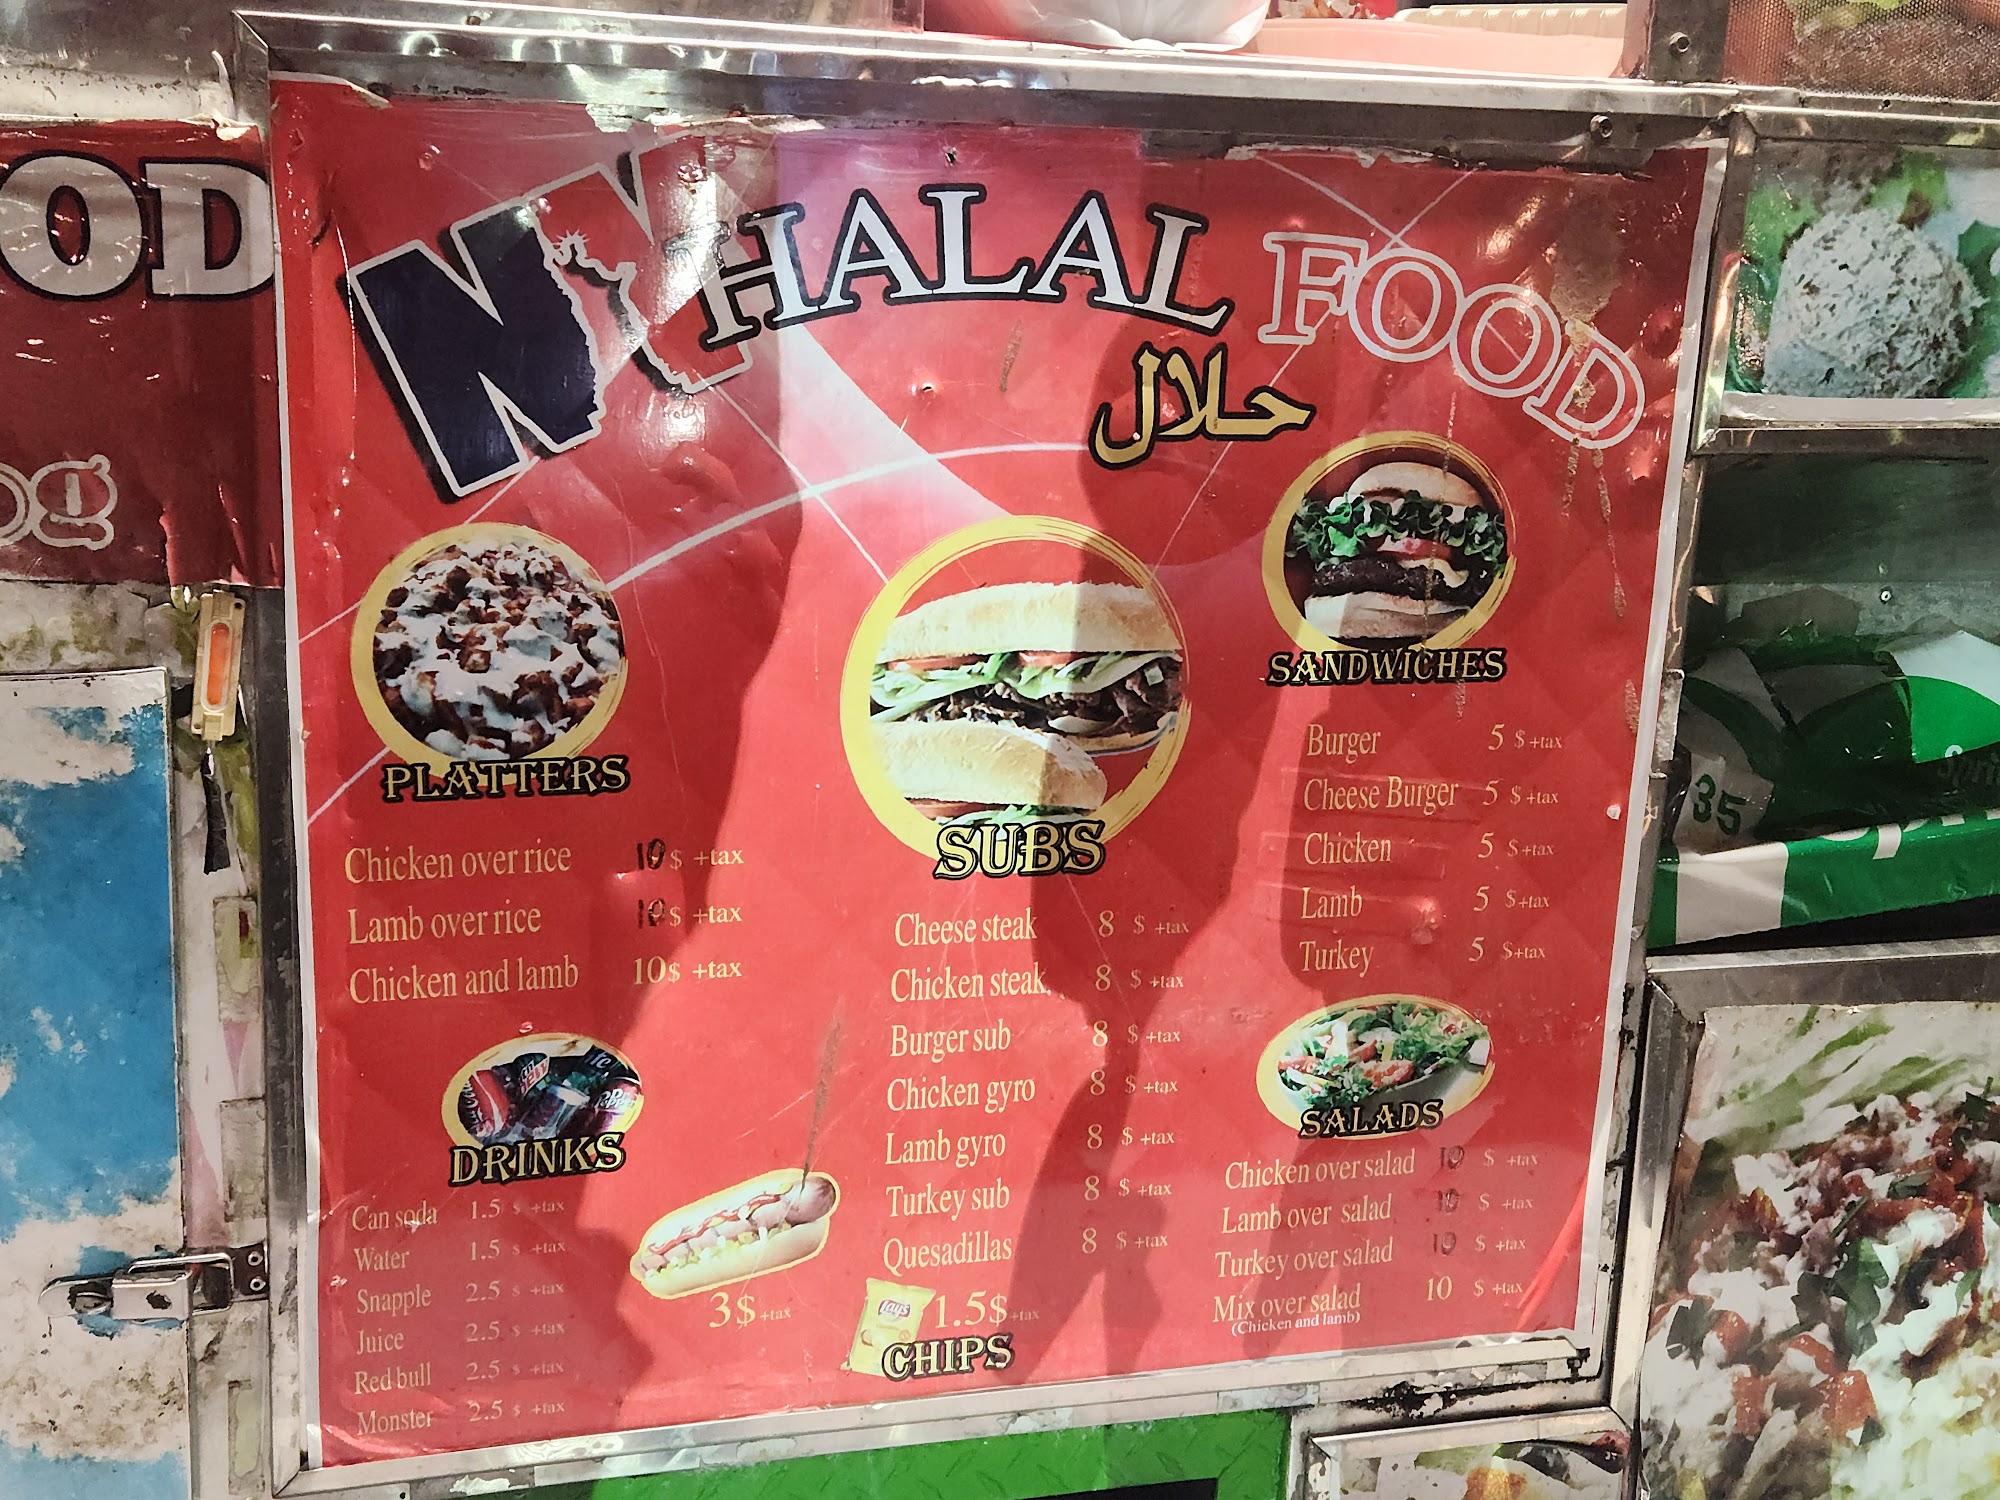 OD
og
NY HALAL FOOD
حلال
PLATTERS
Chicken over rice 10$ +tax
Lamb over rice 10$ +tax
Chicken and lamb 10$ +tax
DRINKS
Can soda 1.5 $ +tax
Water 1.5 $ +tax
Snapple 2.5 $ +tax
Juice 2.5 $ +tax
Red bull 2.5 $ +tax
Monster 2.5 $ +tax
3$ +tax
SUBS
Cheese steak 8 $ +tax
Chicken steak 8 $ +tax
Burger sub 8 $ +tax
Chicken gyro 8 $ +tax
Lamb gyro 8 $ +tax
Turkey sub 8 $ +tax
Quesadillas 8 $ +tax
Lays
1.5$ +tax
CHIPS
SANDWICHES
Burger 5 $ +tax
Cheese Burger 5 $ +tax
Chicken 5 $ +tax
Lamb 5 $ +tax
Turkey 5 $ +tax
SALADS
Chicken over salad 10 $ +tax
Lamb over salad 10 $ +tax
Turkey over salad 10 $ +tax
Mix over salad 10 $ +tax
(Chicken and lamb)
35